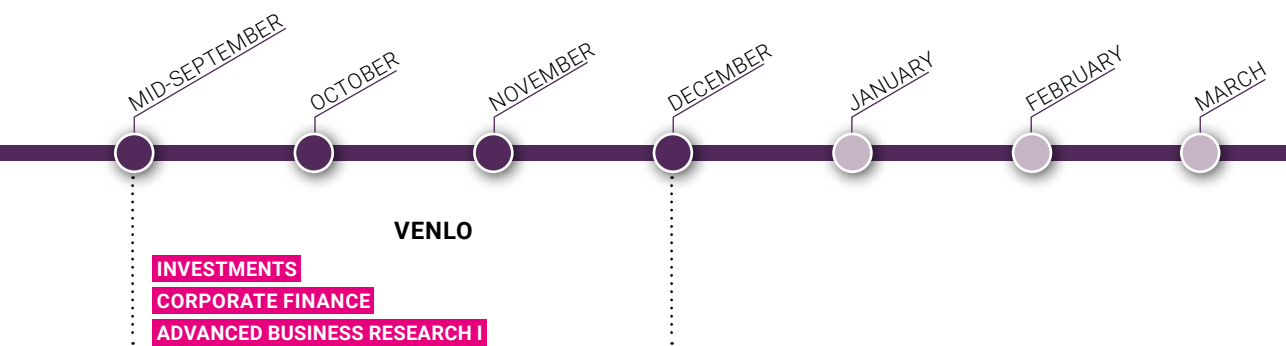 MID-SEPTEMBER
OCTOBER
NOVEMBER
DECEMBER
JANUARY
FEBRUARY
MARCH
VENLO
INVESTMENTS
CORPORATE FINANCE
ADVANCED BUSINESS RESEARCH I